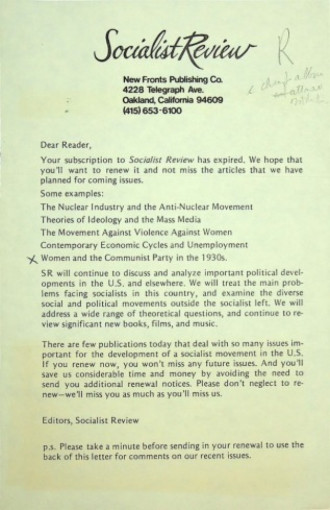 Socialist Review
R
New Fronts Publishing Co.
4228 Telegraph Ave.
Oakland, California 94609
(415) 653-6100
Dear Reader,
Your subscription to Socialist Review has expired. We hope that
you'll want to renew it and not miss the articles that we have
planned for coming issues.
Some examples:
The Nuclear Industry and the Anti-Nuclear Movement
Theories of Ideology and the Mass Media
The Movement Against Violence Against Women
Contemporary Economic Cycles and Unemployment
x Women and the Communist Party in the 1930s.
SR will continue to discuss and analyze important political devel-
opments in the U.S. and elsewhere. We will treat the main prob-
lems facing socialists in this country, and examine the diverse
social and political movements outside the socialist left. We will
address a wide range of theoretical questions, and continue to re-
view significant new books, films, and music.
There are few publications today that deal with so many issues im-
portant for the development of a socialist movement in the U.S.
If you renew now, you won't miss any future issues. And you'll
save us considerable time and money by avoiding the need to
send you additional renewal notices. Please don't neglect to re-
new—we'll miss you as much as you'll miss us.
Editors, Socialist Review
p.s. Please take a minute before sending in your renewal to use the
back of this letter for comments on our recent issues.